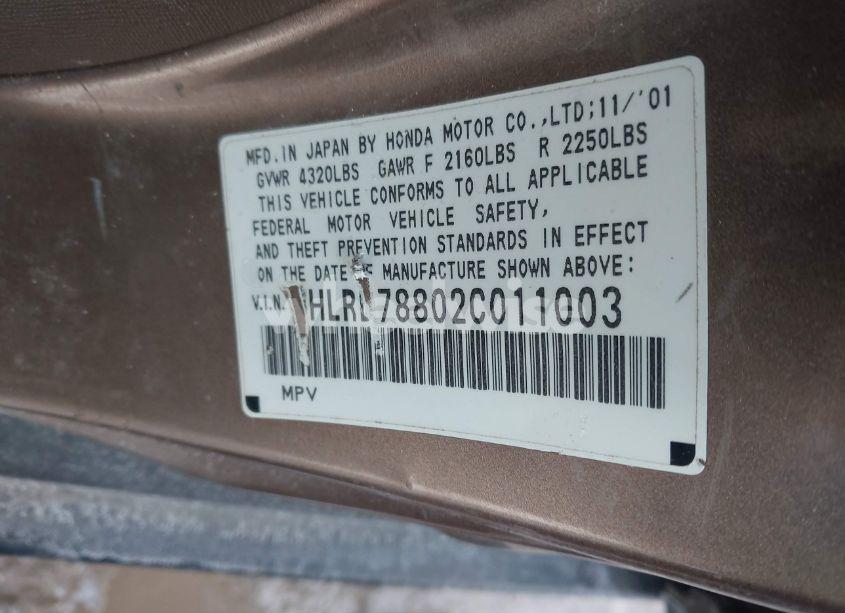 MFD.IN JAPAN BY HONDA MOTOR CO.,LTD;11/'01
GVWR 4320LBS GAWR F 2160LBS R 2250LBS
THIS VEHICLE CONFORMS TO ALL APPLICABLE
FEDERAL MOTOR VEHICLE SAFETY,
AND THEFT PREVENTION STANDARDS IN EFFECT
ON THE DATE OF MANUFACTURE SHOWN ABOVE:
V.I.N.
MPV